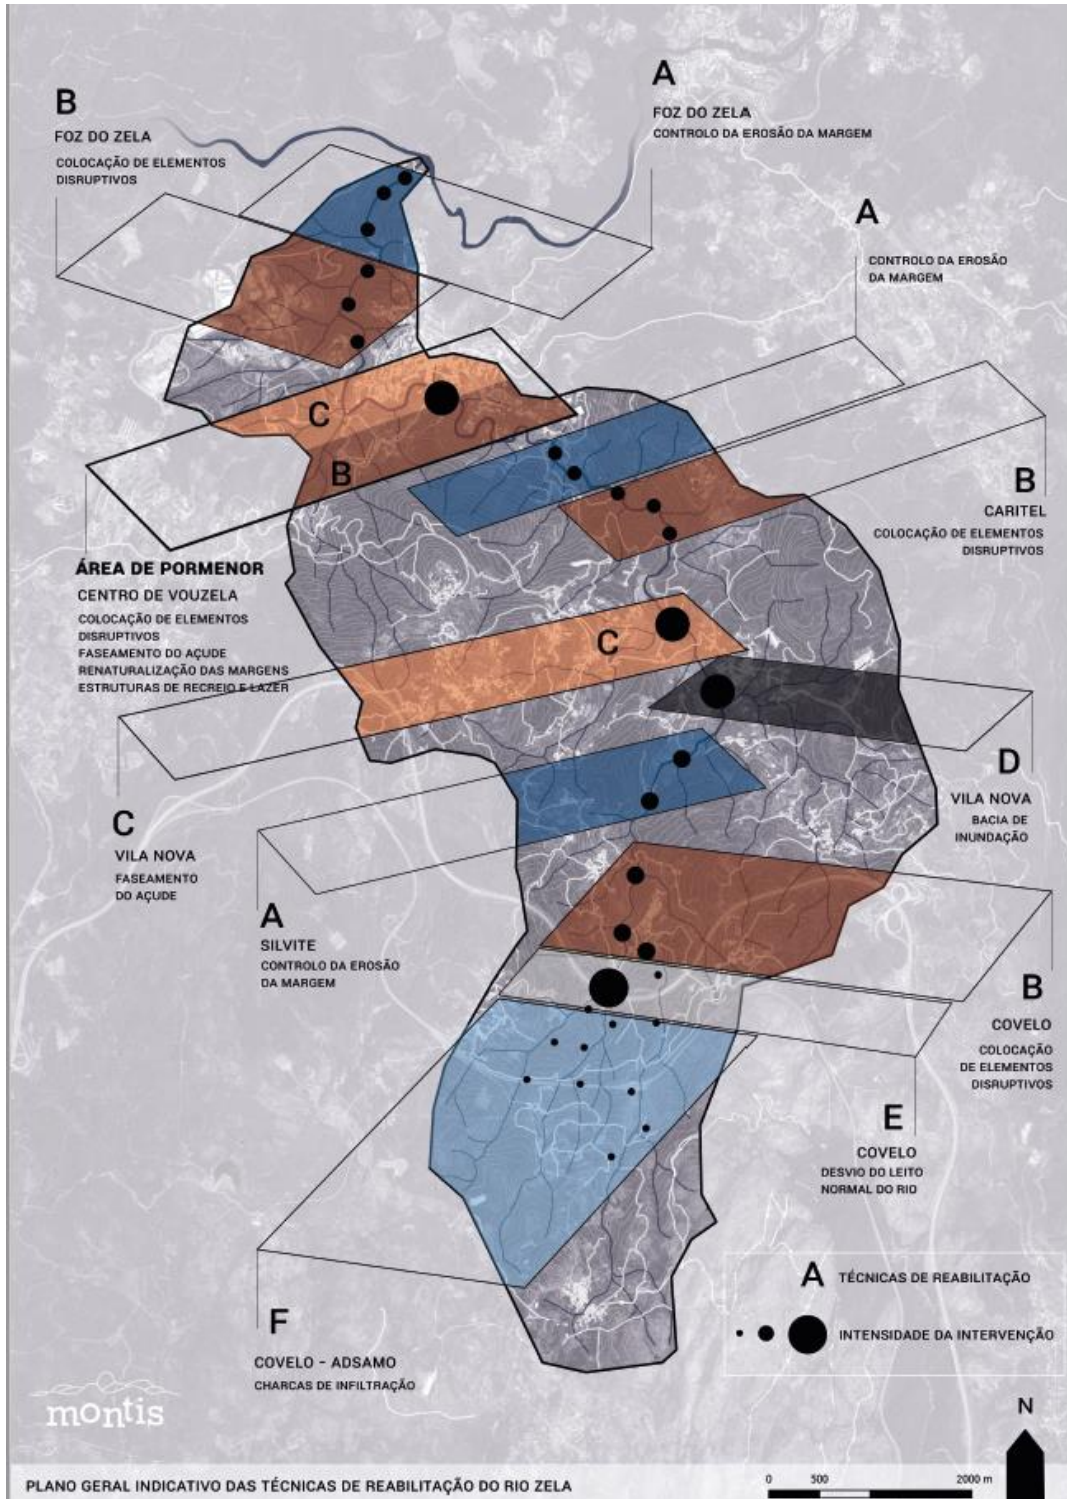 B
FOZ DO ZELA
COLOCAÇÃO DE ELEMENTOS
DISRUPTIVOS
A
FOZ DO ZELA
CONTROLO DA EROSÃO DA MARGEM
A
CONTROLO DA EROSÃO
DA MARGEM
C
B
B
CARITEL
COLOCAÇÃO DE ELEMENTOS
DISRUPTIVOS
ÁREA DE PORMENOR
CENTRO DE VOUZELA
COLOCAÇÃO DE ELEMENTOS
DISRUPTIVOS
FASEAMENTO DO AÇUDE
RENATURALIZAÇÃO DAS MARGENS
ESTRUTURAS DE RECREIO E LAZER
C
D
VILA NOVA
BACIA DE
INUNDAÇÃO
C
VILA NOVA
FASEAMENTO
DO AÇUDE
A
SILVITE
CONTROLO DA EROSÃO
DA MARGEM
B
COVELO
COLOCAÇÃO
DE ELEMENTOS
DISRUPTIVOS
E
COVELO
DESVIO DO LEITO
NORMAL DO RIO
F
COVELO - ADSAMO
CHARCAS DE INFILTRAÇÃO
A TÉCNICAS DE REABILITAÇÃO
INTENSIDADE DA INTERVENÇÃO
montis
N
PLANO GERAL INDICATIVO DAS TÉCNICAS DE REABILITAÇÃO DO RIO ZELA
0 500 2000 m